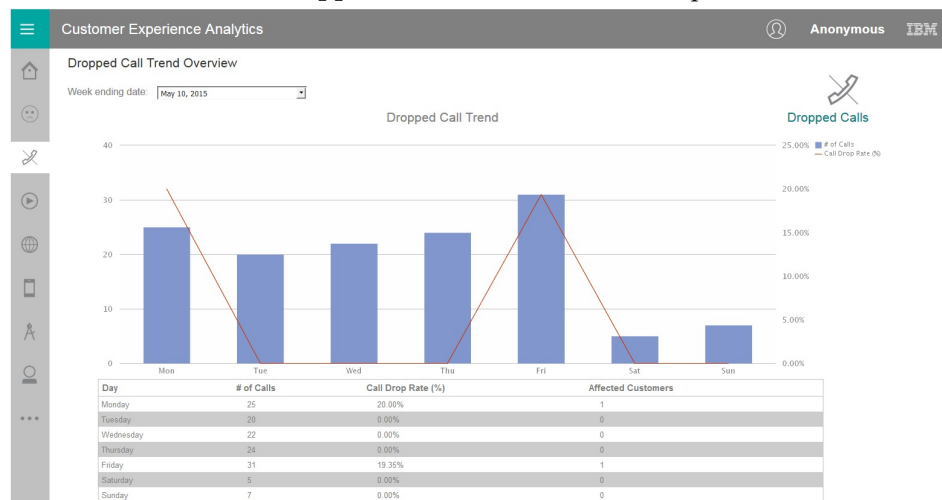 Customer Experience Analytics
Anonymous
IBM
Dropped Call Trend Overview
Week ending date: May 10, 2015
Dropped Calls
Dropped Call Trend
# of Calls
Call Drop Rate (%)
40
30
20
10
0
25.00%
20.00%
15.00%
10.00%
5.00%
0.00%
Mon Tue Wed Thu Fri Sat Sun
Day # of Calls Call Drop Rate (%) Affected Customers
Monday 25 20.00% 1
Tuesday 20 0.00% 0
Wednesday 22 0.00% 0
Thursday 24 0.00% 0
Friday 31 19.35% 1
Saturday 5 0.00% 0
Sunday 7 0.00% 0